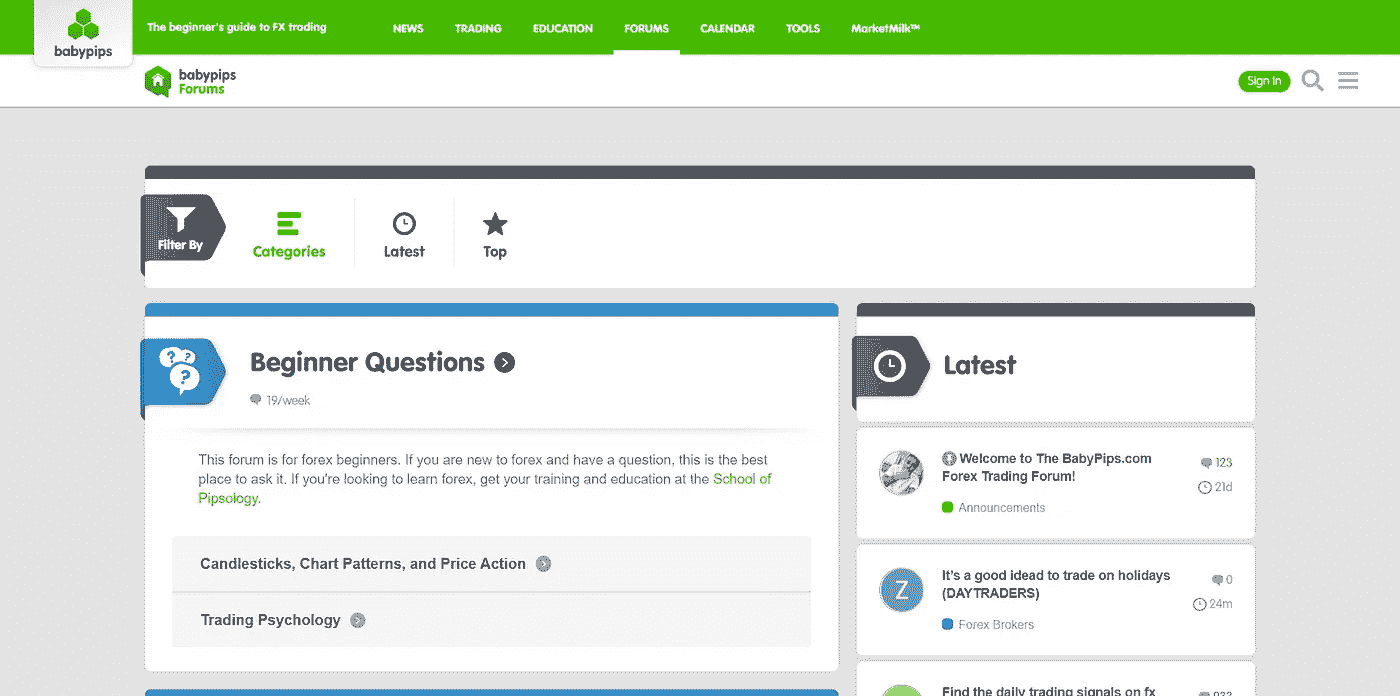 babypips
The beginner's guide to FX trading
NEWS
TRADING
EDUCATION
FORUMS
CALENDAR
TOOLS
MarketMilk™
babypips
Forums
Sign In
Filter By
Categories
Latest
Top
Beginner Questions
19/week
This forum is for forex beginners. If you are new to forex and have a question, this is the best
place to ask it. If you're looking to learn forex, get your training and education at the School of
Pipsology.
Candlesticks, Chart Patterns, and Price Action
Trading Psychology
Latest
Welcome to The BabyPips.com
Forex Trading Forum!
123
21d
Announcements
Z
It's a good idead to trade on holidays
(DAYTRADERS)
0
24m
Forex Brokers
Find the daily trading signals on fx